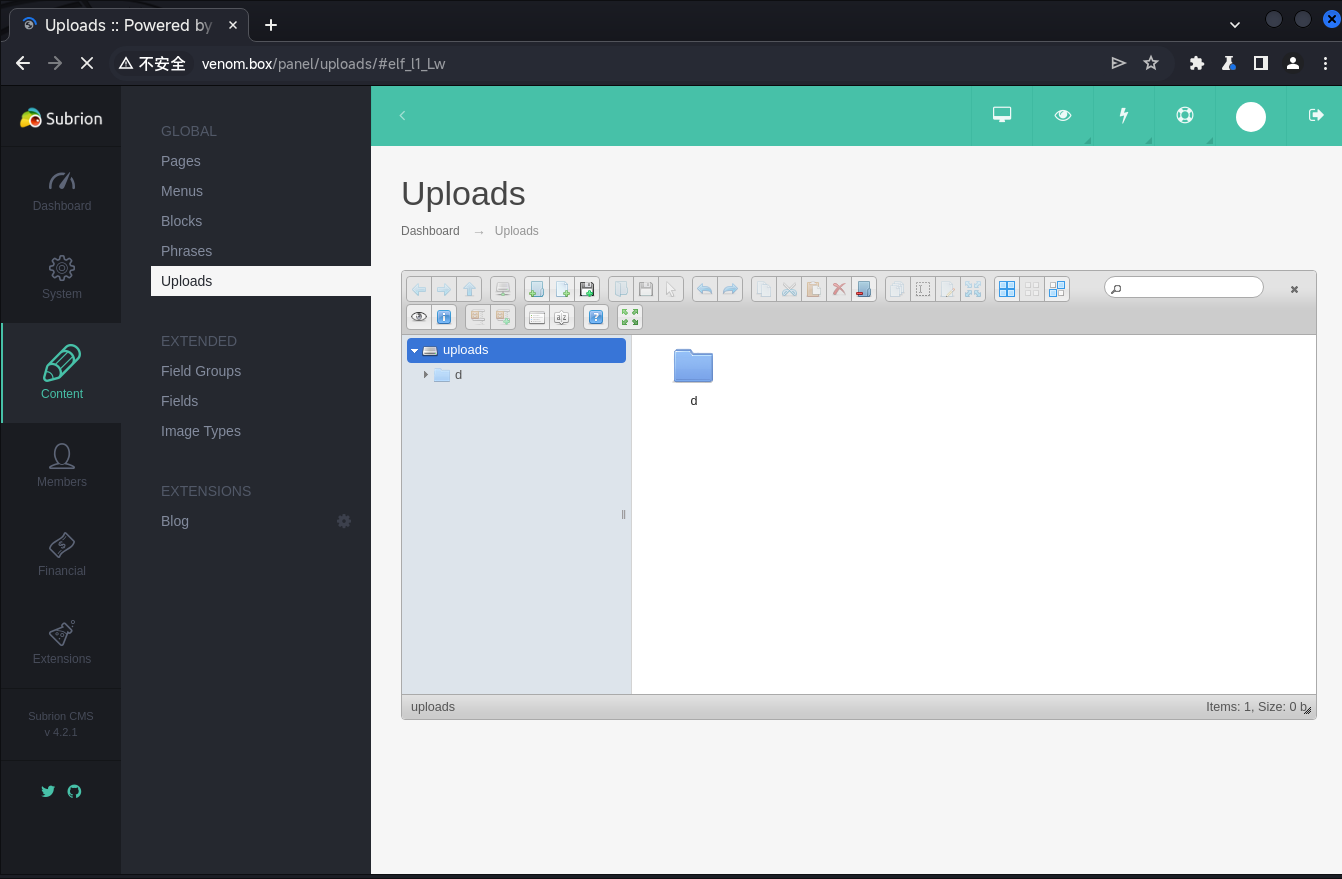 Uploads :: Powered by
不安全 venom.box/panel/uploads/#elf_l1_Lw
Subrion
Dashboard
System
Content
Members
Financial
Extensions
Subrion CMS
v 4.2.1
GLOBAL
Pages
Menus
Blocks
Phrases
Uploads
EXTENDED
Field Groups
Fields
Image Types
EXTENSIONS
Blog
Uploads
Dashboard → Uploads
uploads
d
d
uploads
Items: 1, Size: 0 b